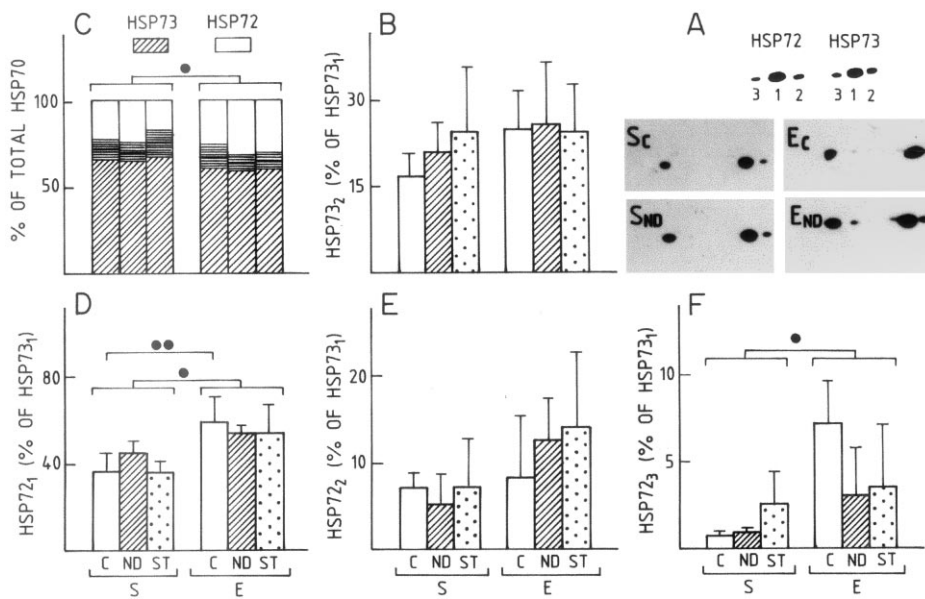 C
HSP73 HSP72
% OF TOTAL HSP70
100
50
B
HSP73₂ (% OF HSP73₁)
30
15
A
HSP72 HSP73
3 1 2 3 1 2
Sc Ec
SND END
D
HSP72₁ (% OF HSP73₁)
80
40
C ND ST C ND ST
S E
E
HSP72₂ (% OF HSP73₁)
20
10
C ND ST C ND ST
S E
F
HSP72₃ (% OF HSP73₁)
10
5
C ND ST C ND ST
S E